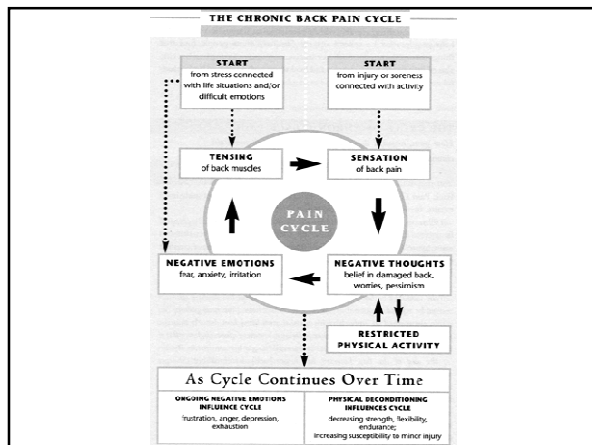 THE CHRONIC BACK PAIN CYCLE
START
from stress connected
with life situations and/or
difficult emotions
START
from injury or soreness
connected with activity
TENSING
of back muscles
SENSATION
of back pain
PAIN
CYCLE
NEGATIVE EMOTIONS
fear, anxiety, irritation
NEGATIVE THOUGHTS
belief in damaged back,
worries, pessimism
RESTRICTED
PHYSICAL ACTIVITY
As Cycle Continues Over Time
ONGOING NEGATIVE EMOTIONS
INFLUENCE CYCLE
frustration, anger, depression,
exhaustion
PHYSICAL DECONDITIONING
INFLUENCES CYCLE
decreasing strength, flexibility,
endurance;
increasing susceptibility to minor injury